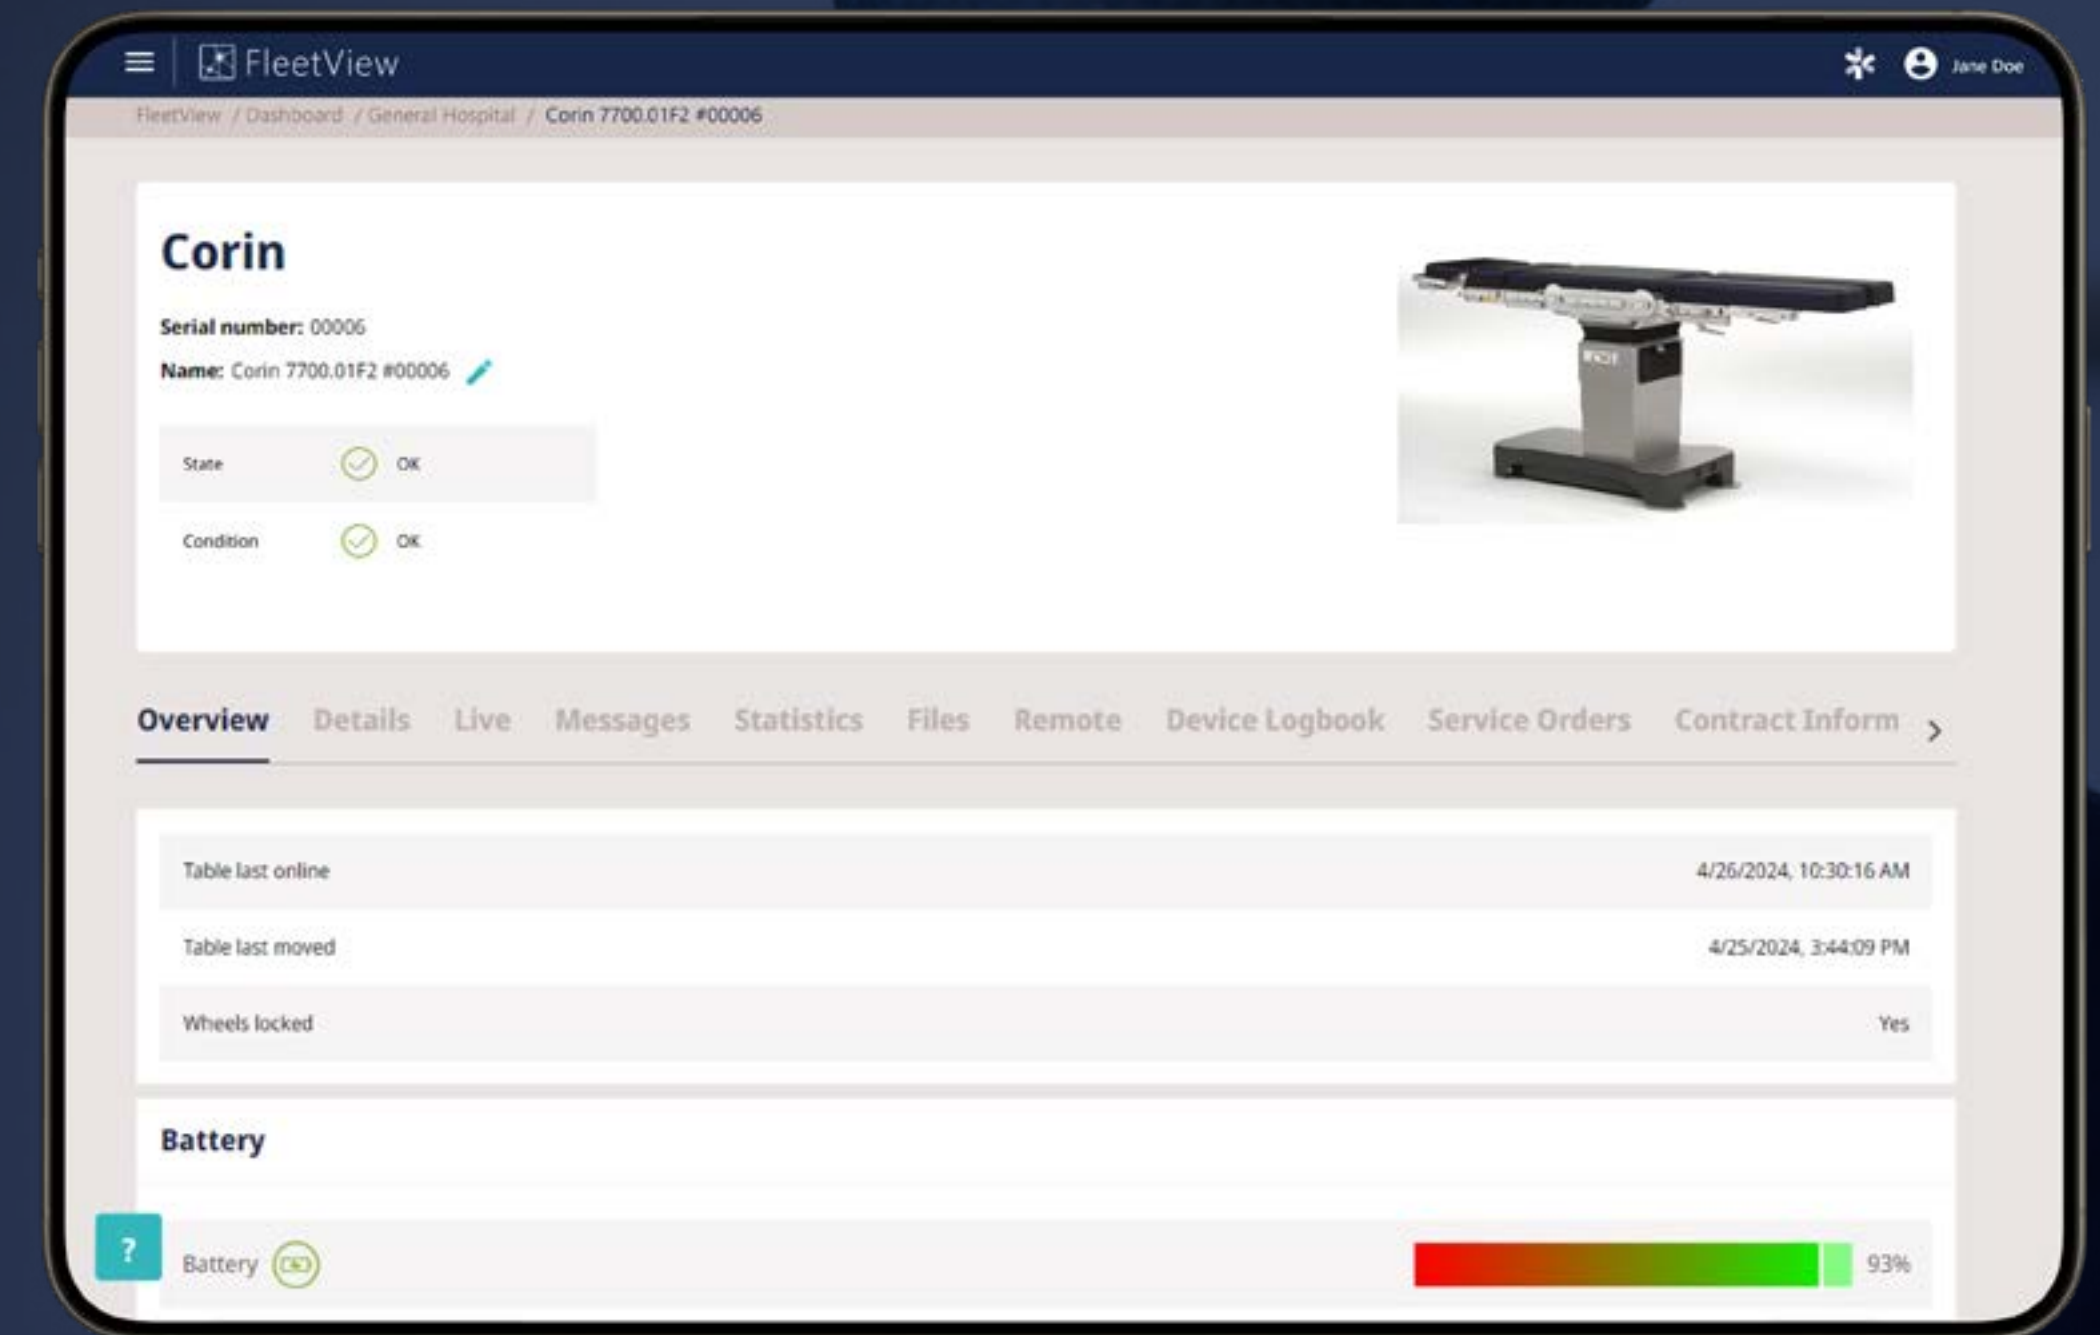 FleetView
Jane Doe
FleetView / Dashboard / General Hospital / Corin 7700.01F2 #00006
Corin
Serial number: 00006
Name: Corin 7700.01F2 #00006
State OK
Condition OK
Overview Details Live Messages Statistics Files Remote Device Logbook Service Orders Contract Inform
Table last online 4/26/2024, 10:30:16 AM
Table last moved 4/25/2024, 3:44:09 PM
Wheels locked Yes
Battery
?
Battery 93%